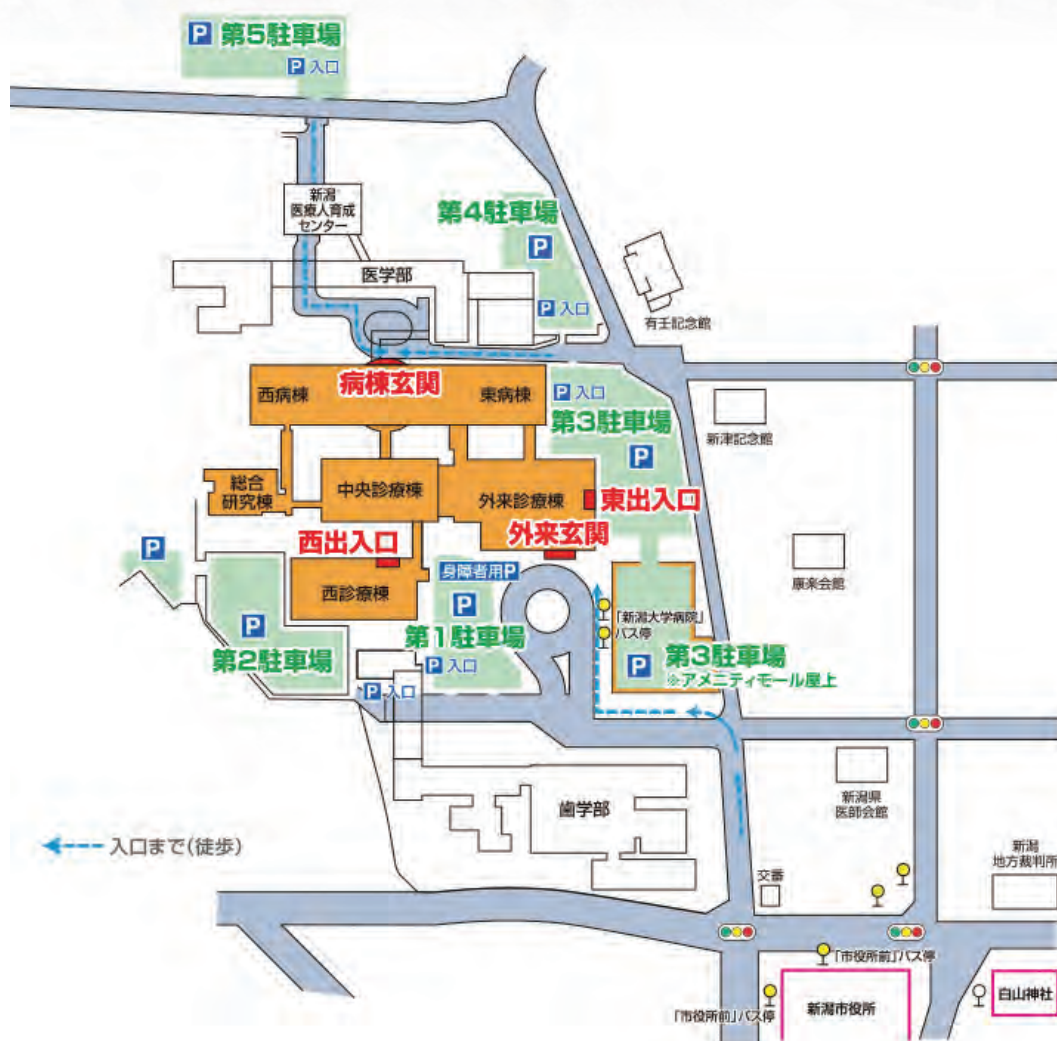 P 第5駐車場
P 入口
新潟
医療人育成
センター
第4駐車場
P
P 入口
医学部
有壬記念館
病棟玄関
西病棟
東病棟
P 入口
第3駐車場
P
新津記念館
総合
研究棟
中央診療棟
外来診療棟
東出入口
外来玄関
西出入口
P
身障者用P
康楽会館
西診療棟
P
P
「新潟大学病院」
バス停
第1駐車場
第2駐車場
P 入口
P
第3駐車場
※アメニティモール屋上
P 入口
新潟県
医師会館
歯学部
入口まで(徒歩)
新潟
地方裁判所
交番
「市役所前」バス停
「市役所前」バス停
新潟市役所
白山神社